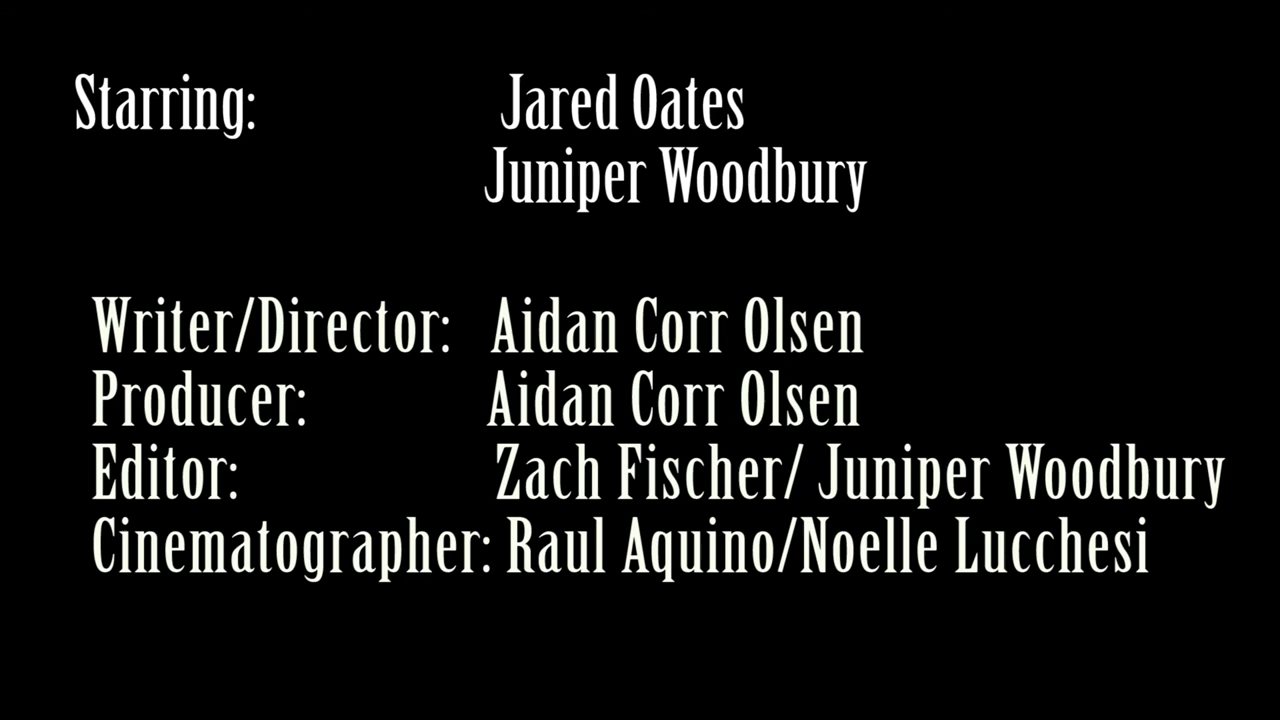 Starring: Jared Oates
Juniper Woodbury
Writer/Director: Aidan Corr Olsen
Producer: Aidan Corr Olsen
Editor: Zach Fischer/ Juniper Woodbury
Cinematographer: Raul Aquino/Noelle Lucchesi